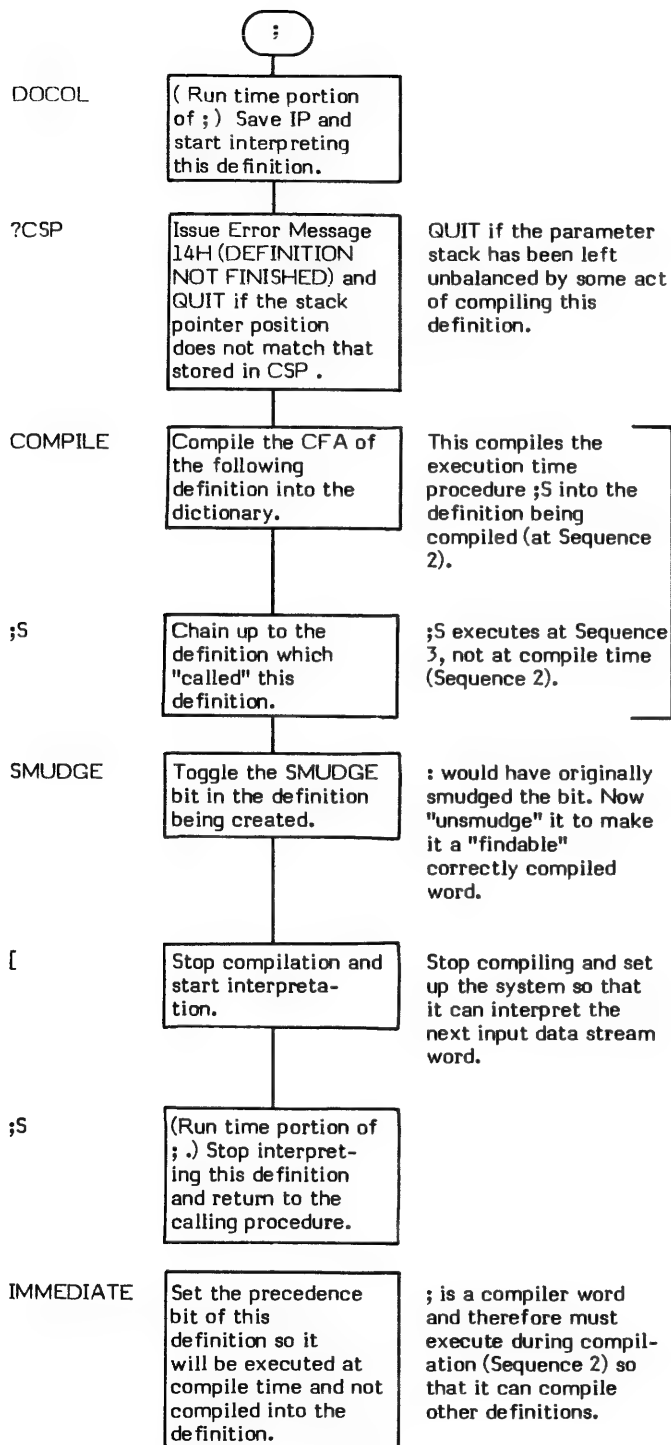 ;
DOCOL
( Run time portion
of ; ) Save IP and
start interpreting
this definition.
?CSP
Issue Error Message
14H (DEFINITION
NOT FINISHED) and
QUIT if the stack
pointer position
does not match that
stored in CSP .
QUIT if the parameter
stack has been left
unbalanced by some act
of compiling this
definition.
COMPILE
Compile the CFA of
the following
definition into the
dictionary.
This compiles the
execution time
procedure ;S into the
definition being
compiled (at Sequence
2).
;S
Chain up to the
definition which
"called" this
definition.
;S executes at Sequence
3, not at compile time
(Sequence 2).
SMUDGE
Toggle the SMUDGE
bit in the definition
being created.
: would have originally
smudged the bit. Now
"unsmudge" it to make
it a "findable"
correctly compiled
word.
[
Stop compilation and
start interpreta-
tion.
Stop compiling and set
up the system so that
it can interpret the
next input data stream
word.
;S
(Run time portion of
; .) Stop interpret-
ing this definition
and return to the
calling procedure.
IMMEDIATE
Set the precedence
bit of this
definition so it
will be executed at
compile time and not
compiled into the
definition.
; is a compiler word
and therefore must
execute during compil-
ation (Sequence 2) so
that it can compile
other definitions.